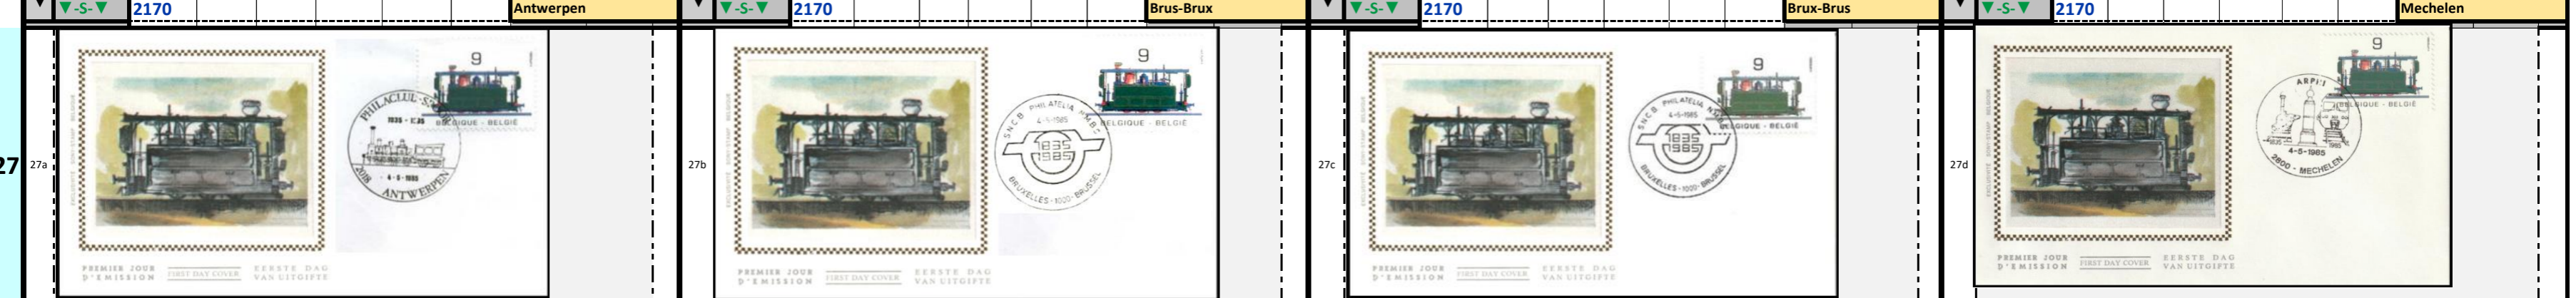 ▼ ▼-S-▼ 2170 Antwerpen ▼ ▼-S-▼ 2170 Brus-Brux ▼ ▼-S-▼ 2170 Brux-Brus ▼ ▼-S-▼ 2170 Mechelen
27
27a
9
BELGIQUE - BELGIË
2018
ANTWERPEN
PREMIER JOUR D'EMISSION
FIRST DAY COVER
EERSTE DAG VAN UITGIFTE
27b
9
BELGIQUE - BELGIË
S.N.C.B. PHILATELIA N.M.B.S.
4-5-1985
1835
1985
BRUXELLES - 1000 - BRUSSEL
PREMIER JOUR D'EMISSION
FIRST DAY COVER
EERSTE DAG VAN UITGIFTE
27c
9
BELGIQUE - BELGIË
S.N.C.B. PHILATELIA N.M.B.S.
4-5-1985
1835
1985
BRUXELLES - 1000 - BRUSSEL
PREMIER JOUR D'EMISSION
FIRST DAY COVER
EERSTE DAG VAN UITGIFTE
27d
9
BELGIQUE - BELGIË
1835
1985
4-5-1985
2800 - MECHELEN
PREMIER JOUR D'EMISSION
FIRST DAY COVER
EERSTE DAG VAN UITGIFTE